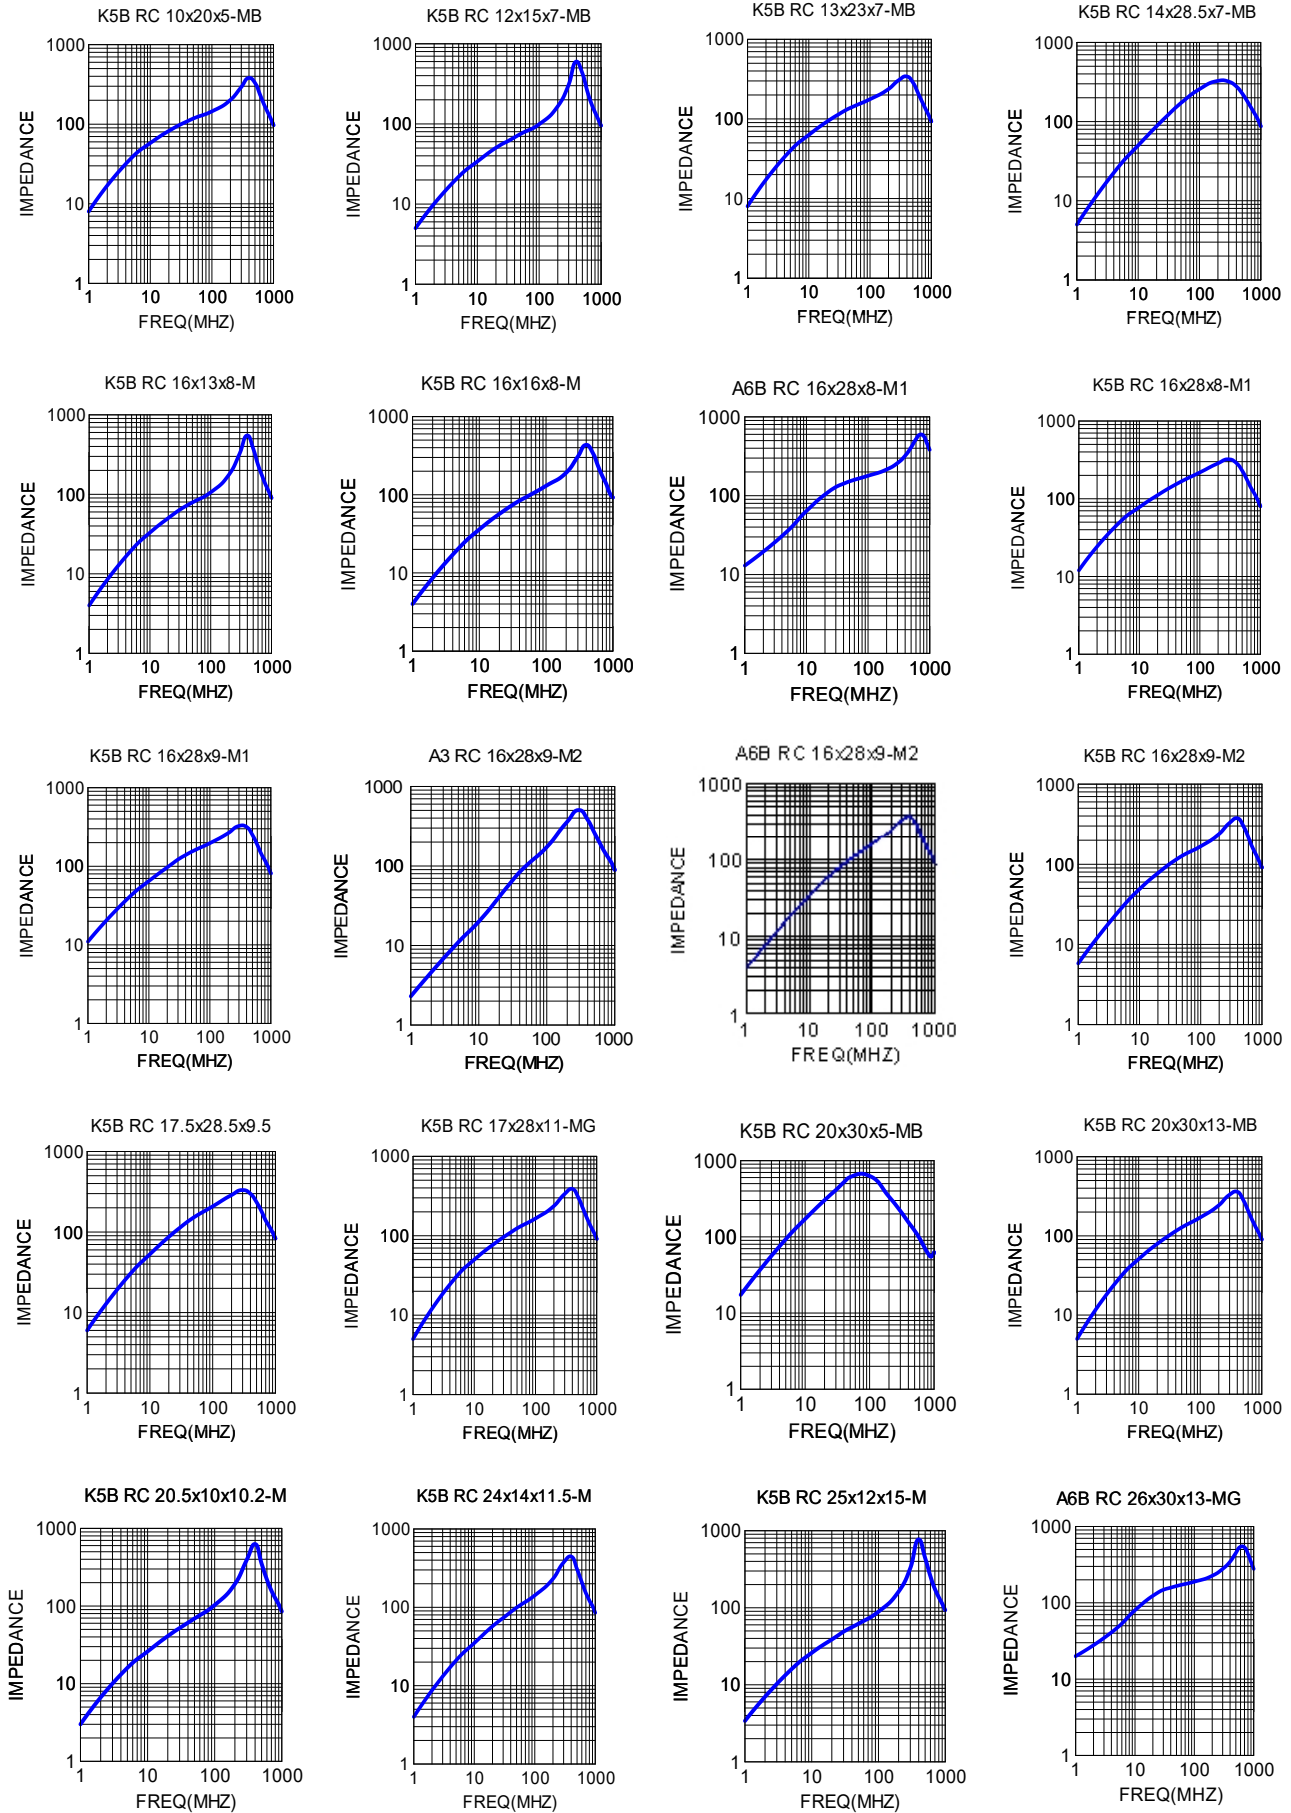 K5B RC 10x20x5-MB
1000
100
10
1
IMPEDANCE
1 10 100 1000
FREQ(MHZ)
K5B RC 12x15x7-MB
1000
100
10
1
IMPEDANCE
1 10 100 1000
FREQ(MHZ)
K5B RC 13x23x7-MB
1000
100
10
1
IMPEDANCE
1 10 100 1000
FREQ(MHZ)
K5B RC 14x28.5x7-MB
1000
100
10
1
IMPEDANCE
1 10 100 1000
FREQ(MHZ)
K5B RC 16x13x8-M
1000
100
10
1
IMPEDANCE
1 10 100 1000
FREQ(MHZ)
K5B RC 16x16x8-M
1000
100
10
1
IMPEDANCE
1 10 100 1000
FREQ(MHZ)
A6B RC 16x28x8-M1
1000
100
10
1
IMPEDANCE
1 10 100 1000
FREQ(MHZ)
K5B RC 16x28x8-M1
1000
100
10
1
IMPEDANCE
1 10 100 1000
FREQ(MHZ)
K5B RC 16x28x9-M1
1000
100
10
1
IMPEDANCE
1 10 100 1000
FREQ(MHZ)
A3 RC 16x28x9-M2
1000
100
10
1
IMPEDANCE
1 10 100 1000
FREQ(MHZ)
A6B RC 16x28x9-M2
1000
100
10
1
IMPEDANCE
1 10 100 1000
FREQ(MHZ)
K5B RC 16x28x9-M2
1000
100
10
1
IMPEDANCE
1 10 100 1000
FREQ(MHZ)
K5B RC 17.5x28.5x9.5
1000
100
10
1
IMPEDANCE
1 10 100 1000
FREQ(MHZ)
K5B RC 17x28x11-MG
1000
100
10
1
IMPEDANCE
1 10 100 1000
FREQ(MHZ)
K5B RC 20x30x5-MB
1000
100
10
1
IMPEDANCE
1 10 100 1000
FREQ(MHZ)
K5B RC 20x30x13-MB
1000
100
10
1
IMPEDANCE
1 10 100 1000
FREQ(MHZ)
K5B RC 20.5x10x10.2-M
1000
100
10
1
IMPEDANCE
1 10 100 1000
FREQ(MHZ)
K5B RC 24x14x11.5-M
1000
100
10
1
IMPEDANCE
1 10 100 1000
FREQ(MHZ)
K5B RC 25x12x15-M
1000
100
10
1
IMPEDANCE
1 10 100 1000
FREQ(MHZ)
A6B RC 26x30x13-MG
1000
100
10
1
IMPEDANCE
1 10 100 1000
FREQ(MHZ)